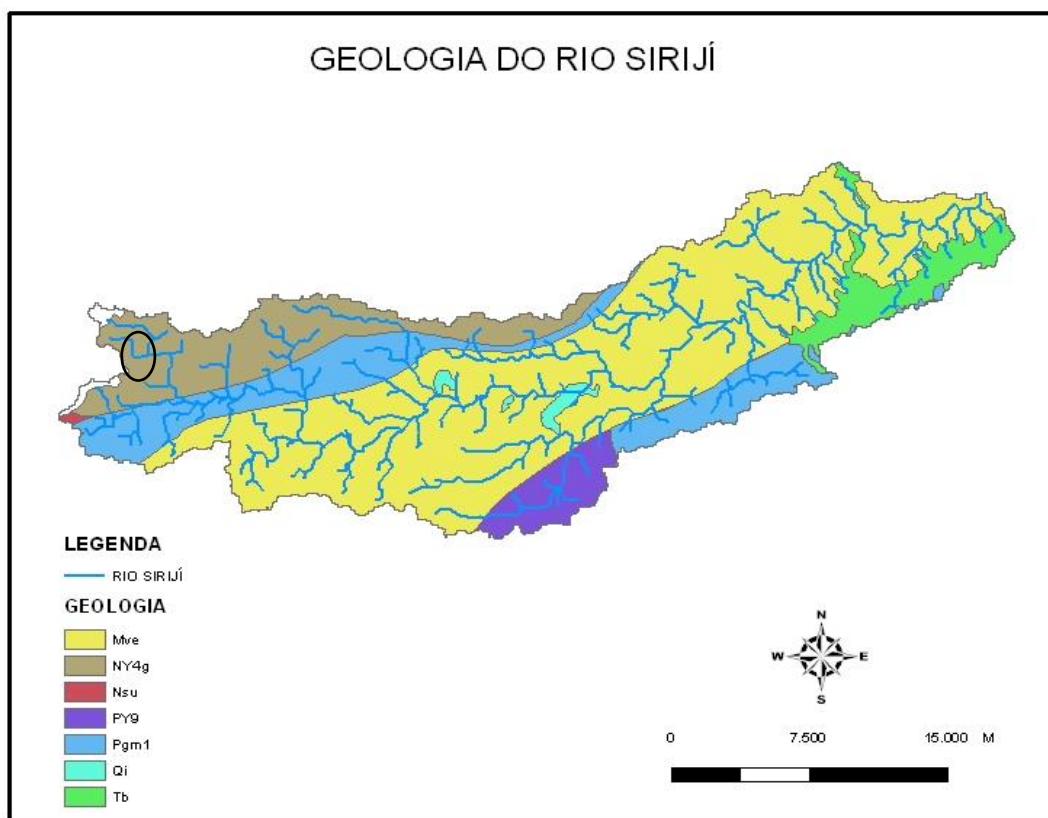 GEOLOGIA DO RIO SIRIJÍ
LEGENDA
RIO SIRIJÍ
GEOLOGIA
Mve
NY4g
Nsu
PY9
Pgm1
Qi
Tb
N
W E
S
0 7.500 15.000 M